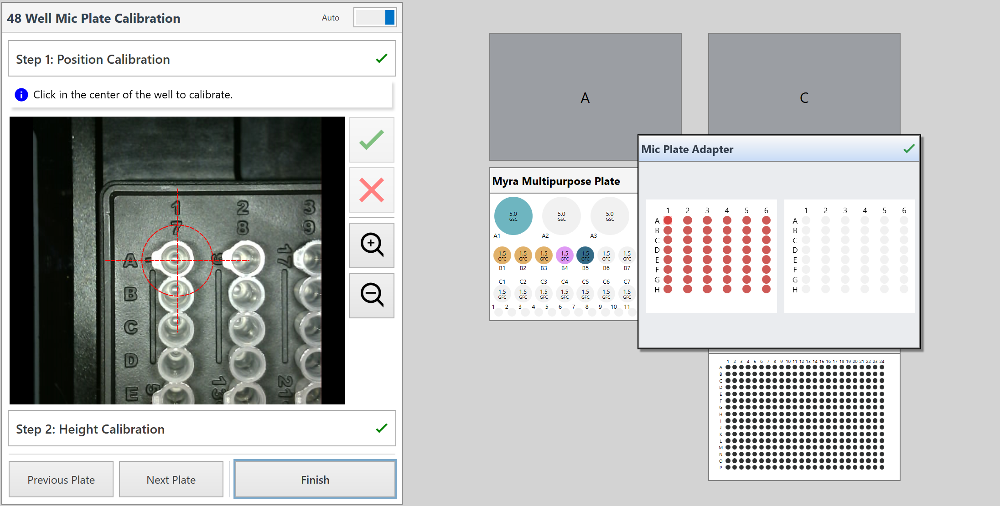 48 Well Mic Plate Calibration
Auto
Step 1: Position Calibration
Click in the center of the well to calibrate.
1 2 3
7 8 9
A 1 9 17
B
C
D
E 5 13 21
Step 2: Height Calibration
Previous Plate
Next Plate
Finish
A
C
Myra Multipurpose Plate
5.0 5.0 5.0
GSC GSC GSC
A1 A2 A3
1.5 1.5 1.5 1.5 1.5 1.5 1.5
GFC GFC GFC GFC GFC GFC GFC
B1 B2 B3 B4 B5 B6 B7
C1 C2 C3 C4 C5 C6 C7
1.5 1.5 1.5 1.5 1.5 1.5 1.5
GFC GFC GFC GFC GFC GFC GFC
1 2 3 4 5 6 7 8 9 10 11
Mic Plate Adapter
1 2 3 4 5 6
A
B
C
D
E
F
G
H
1 2 3 4 5 6
A
B
C
D
E
F
G
H
1 2 3 4 5 6 7 8 9 10 11 12 13 14 15 16 17 18 19 20 21 22 23 24
A
B
C
D
E
F
G
H
I
J
K
L
M
N
O
P